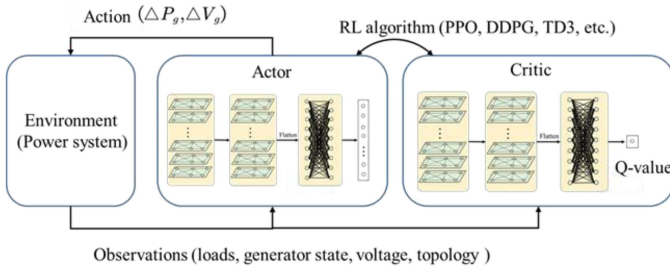 Action (△P_g,△V_g)
RL algorithm (PPO, DDPG, TD3, etc.)
Environment
(Power system)
Actor
Flatten
Critic
Flatten
Q-value
Observations (loads, generator state, voltage, topology )